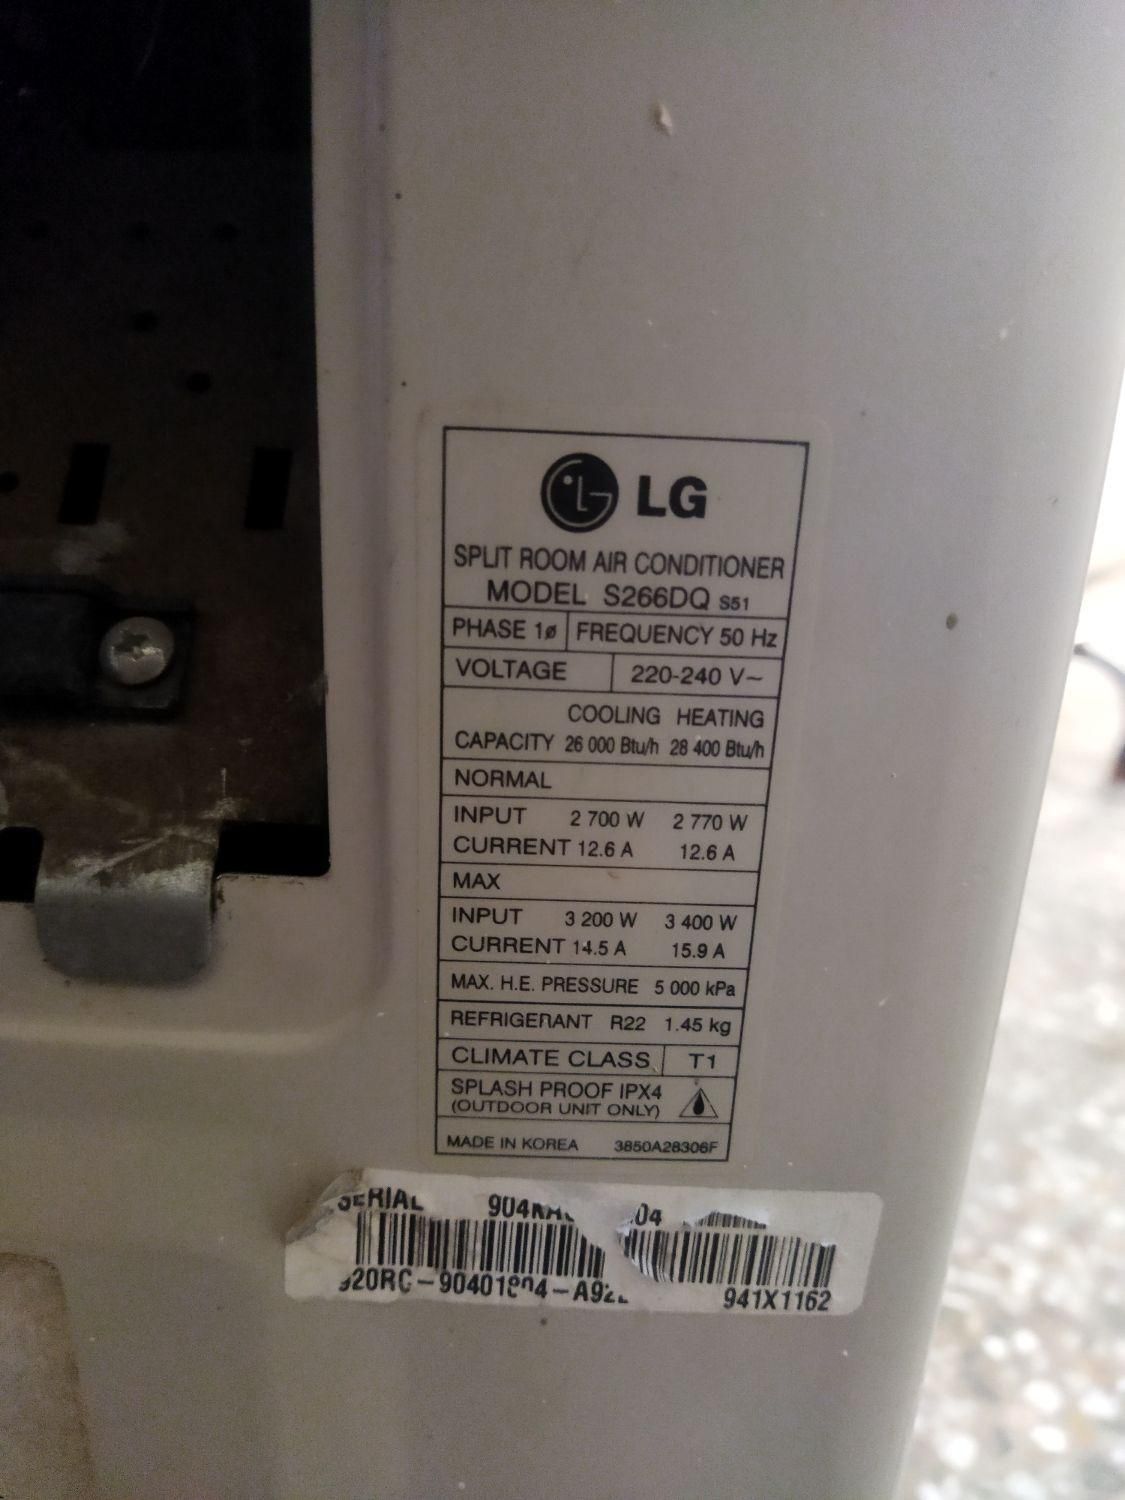 LG
SPLIT ROOM AIR CONDITIONER
MODEL S266DQ S51
PHASE 1ø FREQUENCY 50 Hz
VOLTAGE 220-240 V~
COOLING HEATING
CAPACITY 26 000 Btu/h 28 400 Btu/h
NORMAL
INPUT 2 700 W 2 770 W
CURRENT 12.6 A 12.6 A
MAX
INPUT 3 200 W 3 400 W
CURRENT 14.5 A 15.9 A
MAX. H.E. PRESSURE 5 000 kPa
REFRIGERANT R22 1.45 kg
CLIMATE CLASS T1
SPLASH PROOF IPX4
(OUTDOOR UNIT ONLY)
MADE IN KOREA 3850A28306F
SERIAL
941X1162